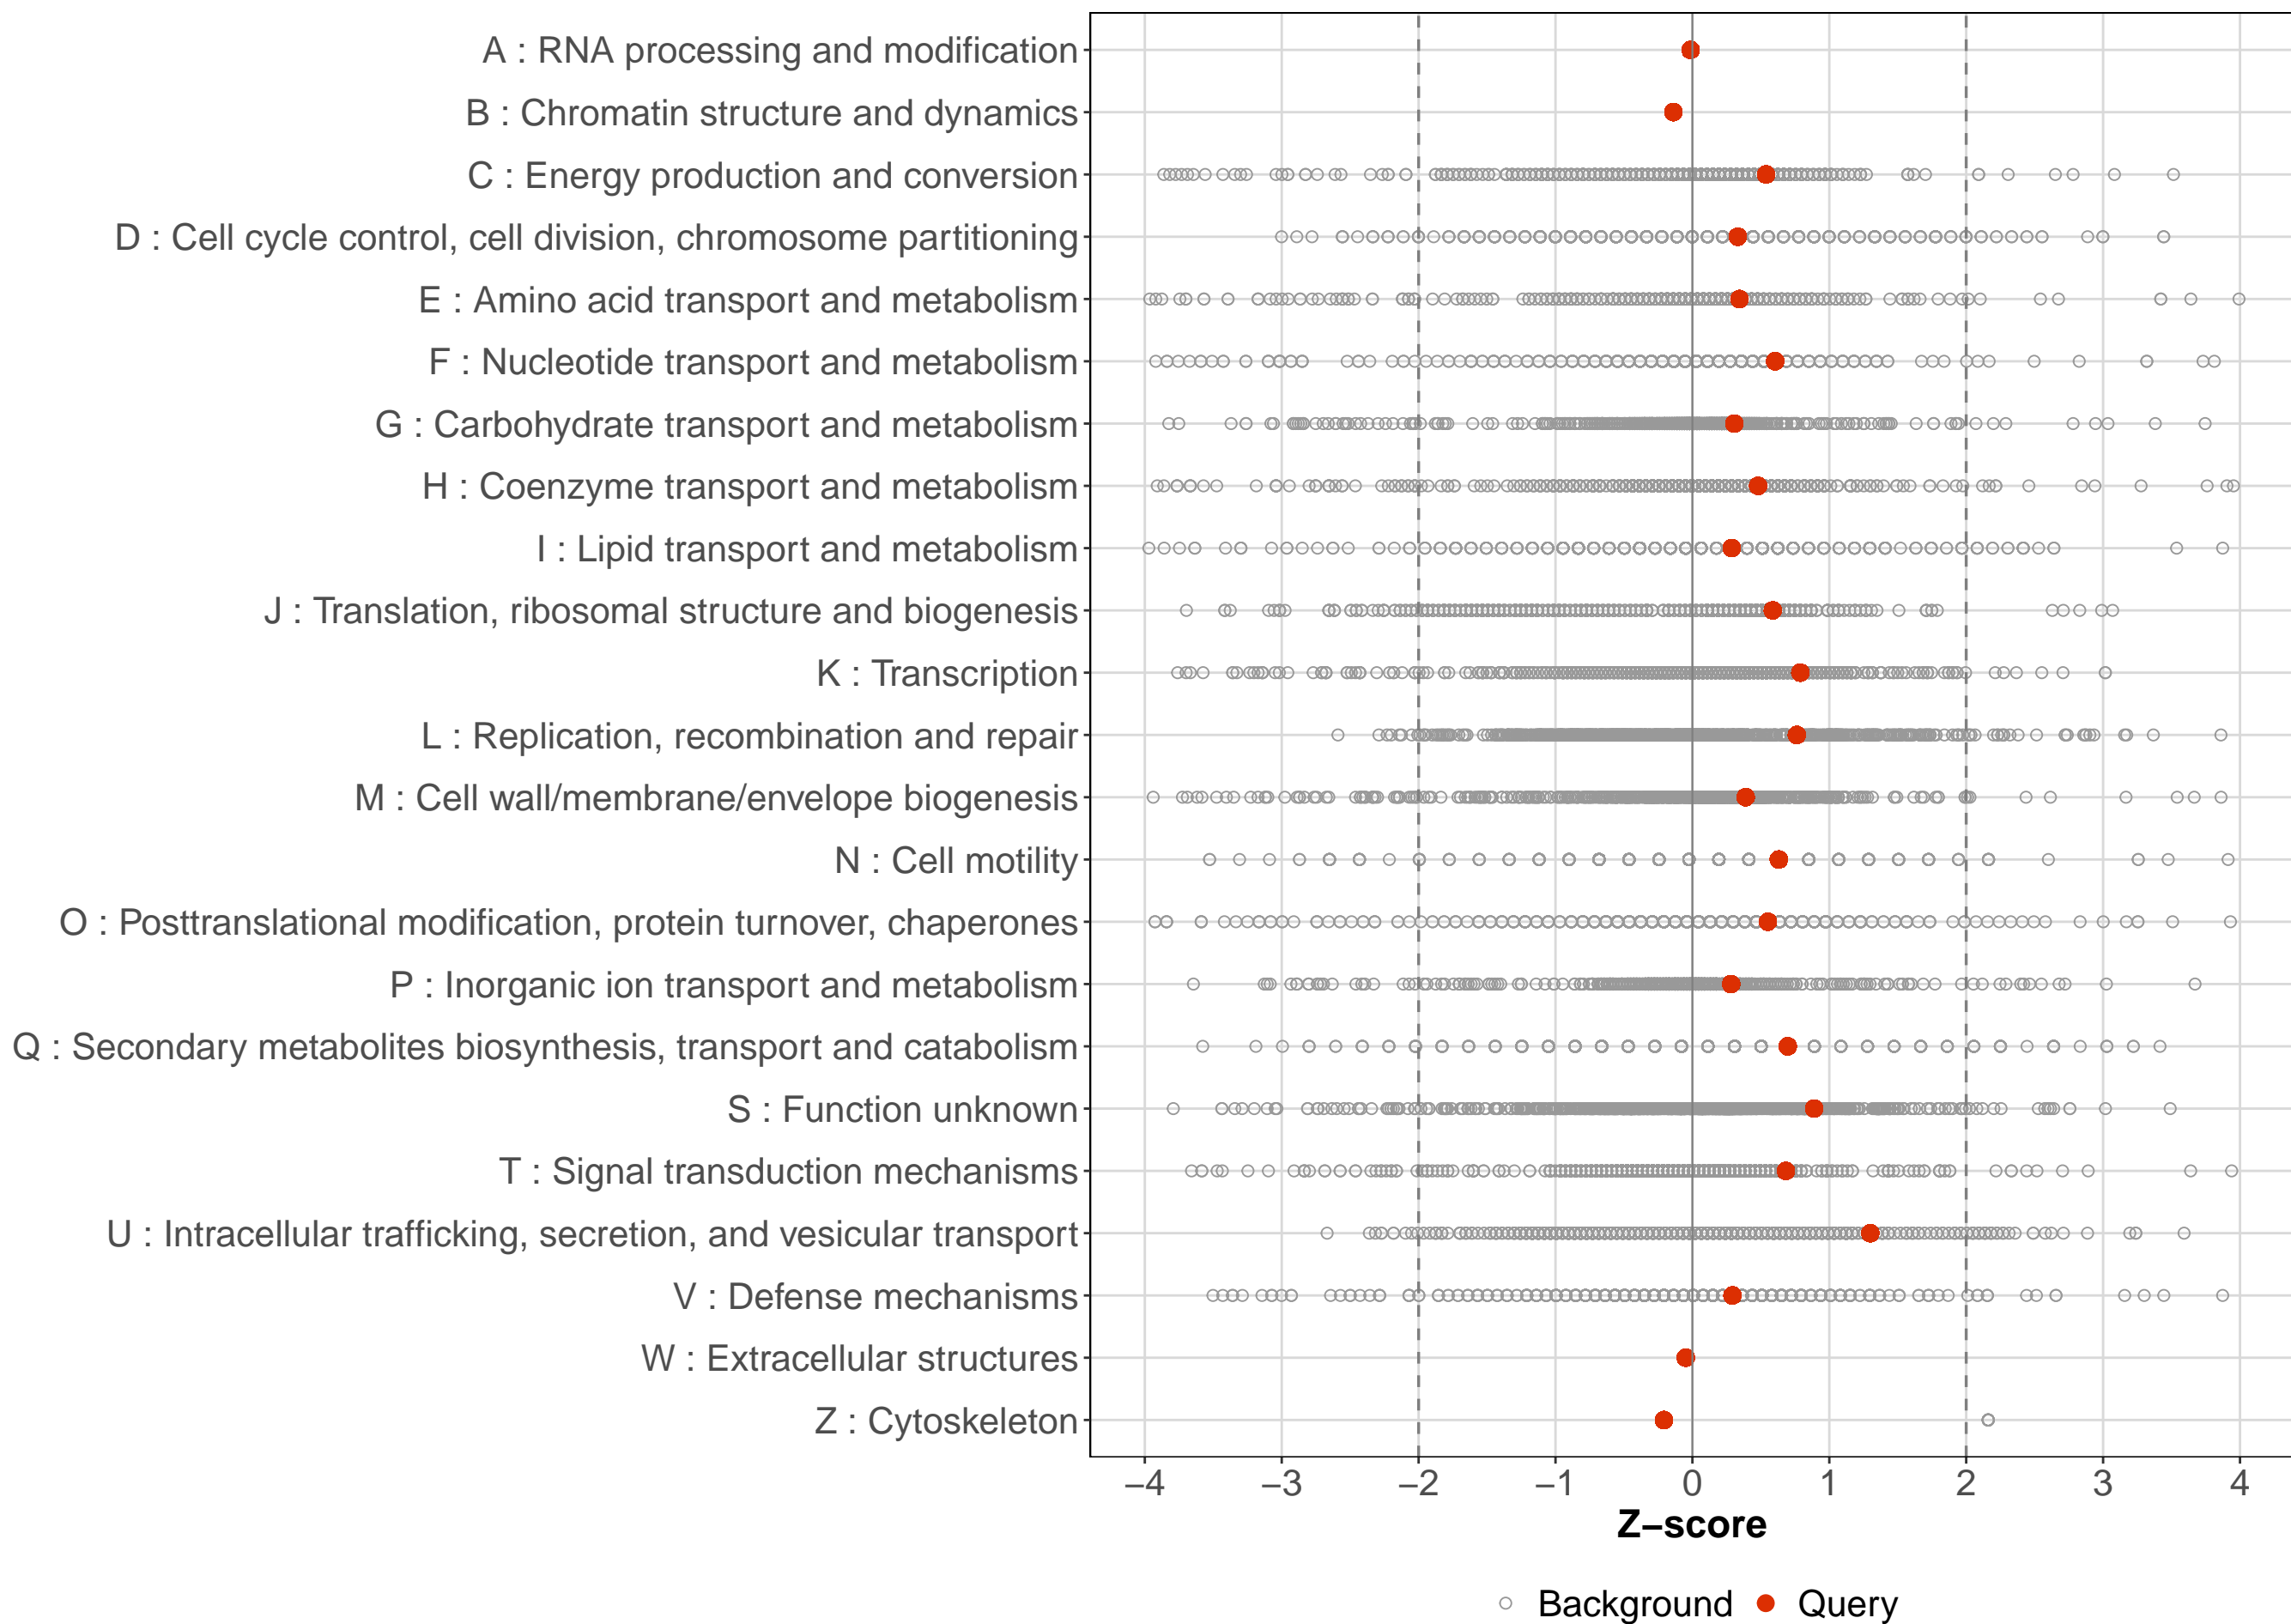 A : RNA processing and modification
B : Chromatin structure and dynamics
C : Energy production and conversion
D : Cell cycle control, cell division, chromosome partitioning
E : Amino acid transport and metabolism
F : Nucleotide transport and metabolism
G : Carbohydrate transport and metabolism
H : Coenzyme transport and metabolism
I : Lipid transport and metabolism
J : Translation, ribosomal structure and biogenesis
K : Transcription
L : Replication, recombination and repair
M : Cell wall/membrane/envelope biogenesis
N : Cell motility
O : Posttranslational modification, protein turnover, chaperones
P : Inorganic ion transport and metabolism
Q : Secondary metabolites biosynthesis, transport and catabolism
S : Function unknown
T : Signal transduction mechanisms
U : Intracellular trafficking, secretion, and vesicular transport
V : Defense mechanisms
W : Extracellular structures
Z : Cytoskeleton
−4 −3 −2 −1 0 1 2 3 4
Z−score
Background Query